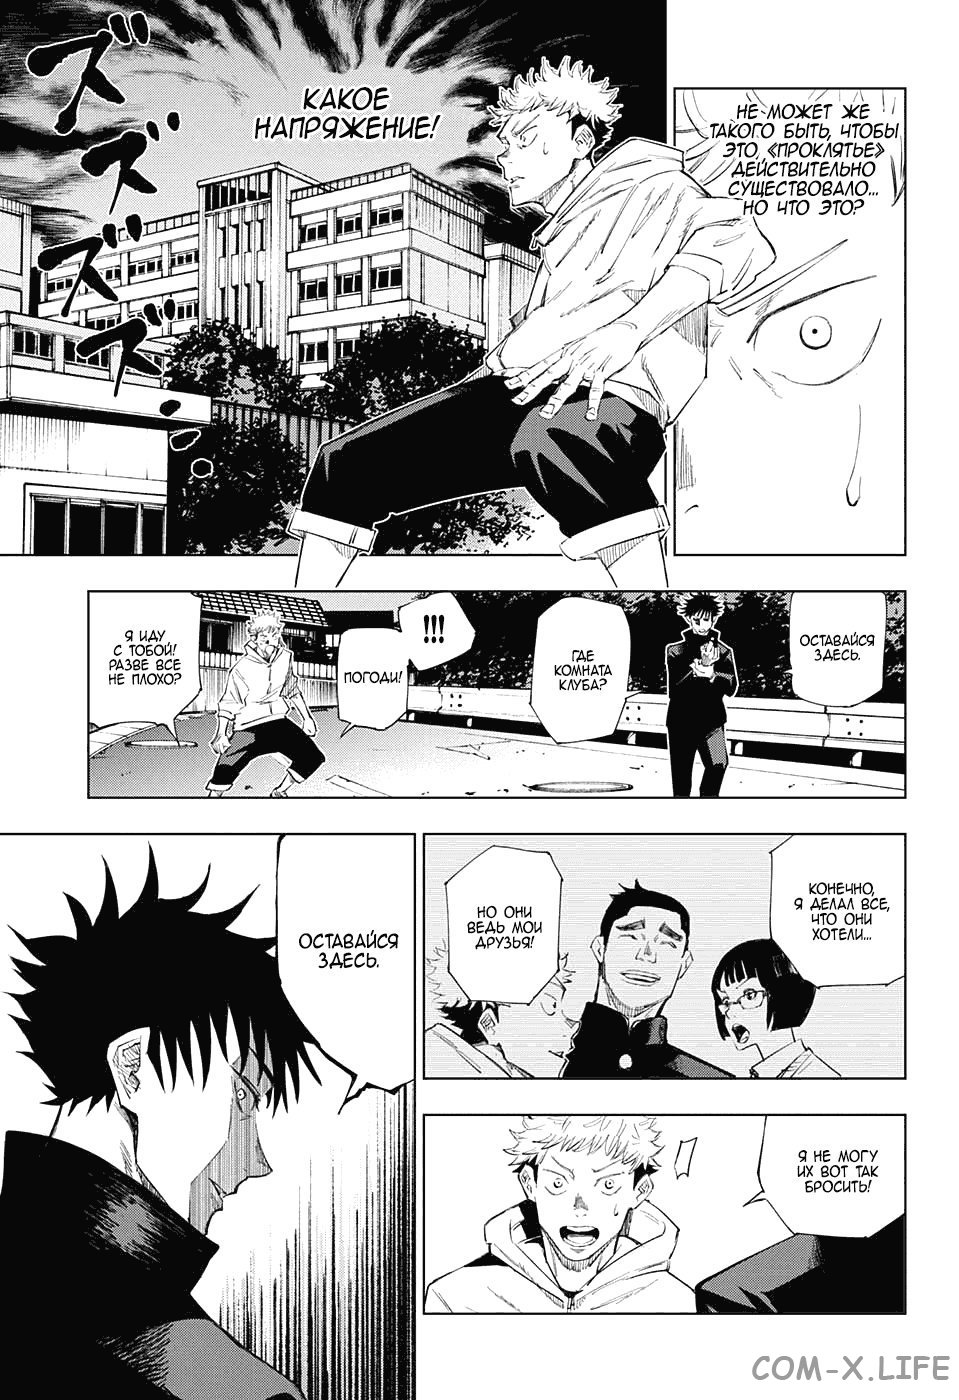 НЕ МОЖЕТ ЖЕ
ТАКОГО БЫТЬ, ЧТОБЫ
ЭТО «ПРОКЛЯТЬЕ»
ДЕЙСТВИТЕЛЬНО
СУЩЕСТВОВАЛО...
НО ЧТО ЭТО?
КАКОЕ
НАПРЯЖЕНИЕ!
ズズズズ...
ОСТАВАЙСЯ
ЗДЕСЬ.
ГДЕ
КОМНАТА
КЛУБА?
!!!
ПОГОДИ!
Я ИДУ
С ТОБОЙ!
РАЗВЕ ВСЕ
НЕ ПЛОХО?
КОНЕЧНО,
Я ДЕЛАЛ ВСЕ,
ЧТО ОНИ
ХОТЕЛИ...
НО ОНИ
ВЕДЬ МОИ
ДРУЗЬЯ!
Я НЕ МОГУ
ИХ ВОТ ТАК
БРОСИТЬ!
ОСТАВАЙСЯ
ЗДЕСЬ.
COM-X.LIFE